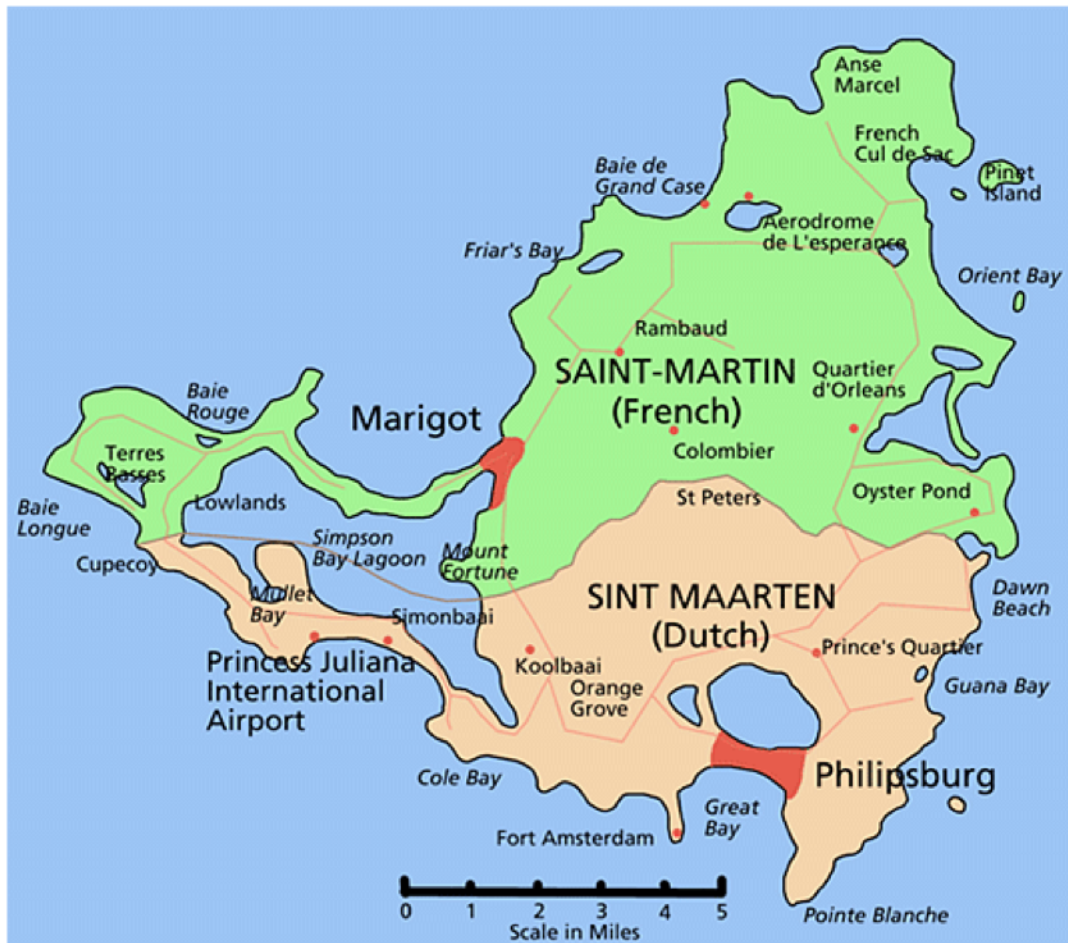 Anse
Marcel
French
Cul de Sac
Baie de
Grand Case
Pinet
Island
Aerodrome
de L'esperance
Friar's Bay
Orient Bay
Rambaud
SAINT-MARTIN
(French)
Quartier
d'Orleans
Baie
Rouge
Marigot
Colombier
Terres
Basses
Lowlands
St Peters
Oyster Pond
Baie
Longue
Simpson
Bay Lagoon
Mount
Fortune
Cupecoy
Mullet
Bay
Simonbaai
SINT MAARTEN
(Dutch)
Dawn
Beach
Princess Juliana
International
Airport
Koolbaai
Orange
Grove
Prince's Quartier
Guana Bay
Cole Bay
Philipsburg
Great
Bay
Fort Amsterdam
0 1 2 3 4 5
Scale in Miles
Pointe Blanche